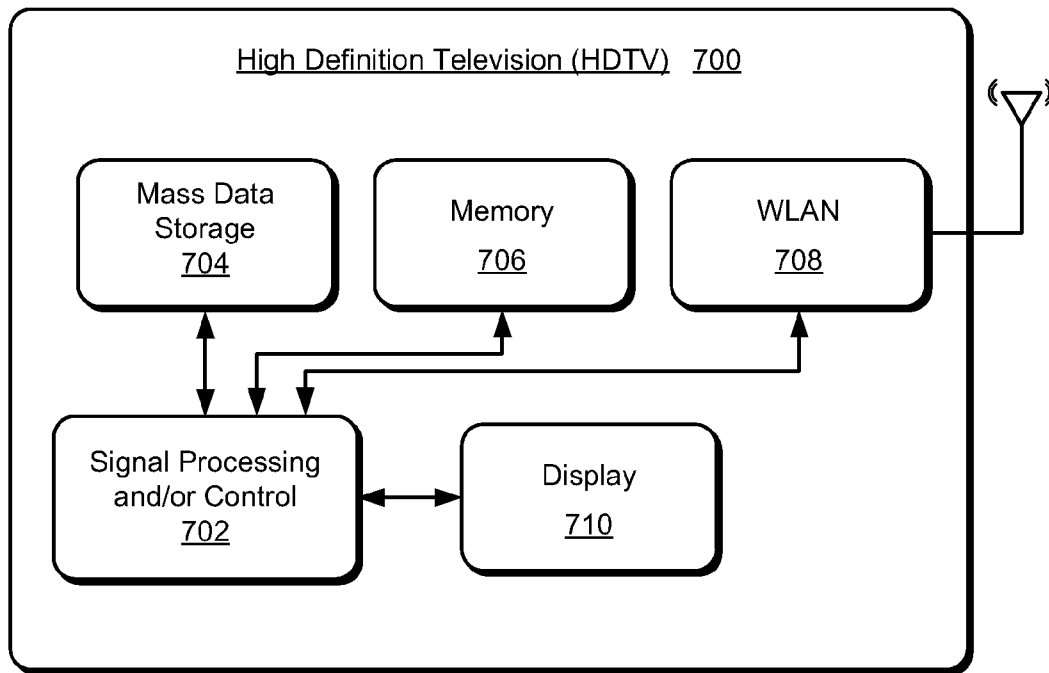 High Definition Television (HDTV) 700
Mass Data
Storage
704
Memory
706
WLAN
708
Signal Processing
and/or Control
702
Display
710